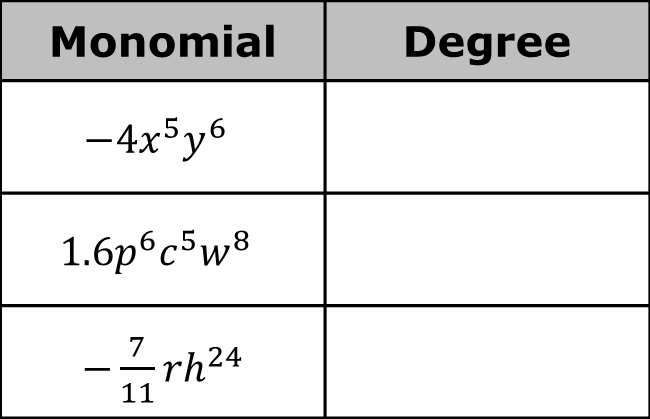 Monomial Degree
−4x⁵y⁶
1.6p⁶c⁵w⁸
−7/11 rh²⁴